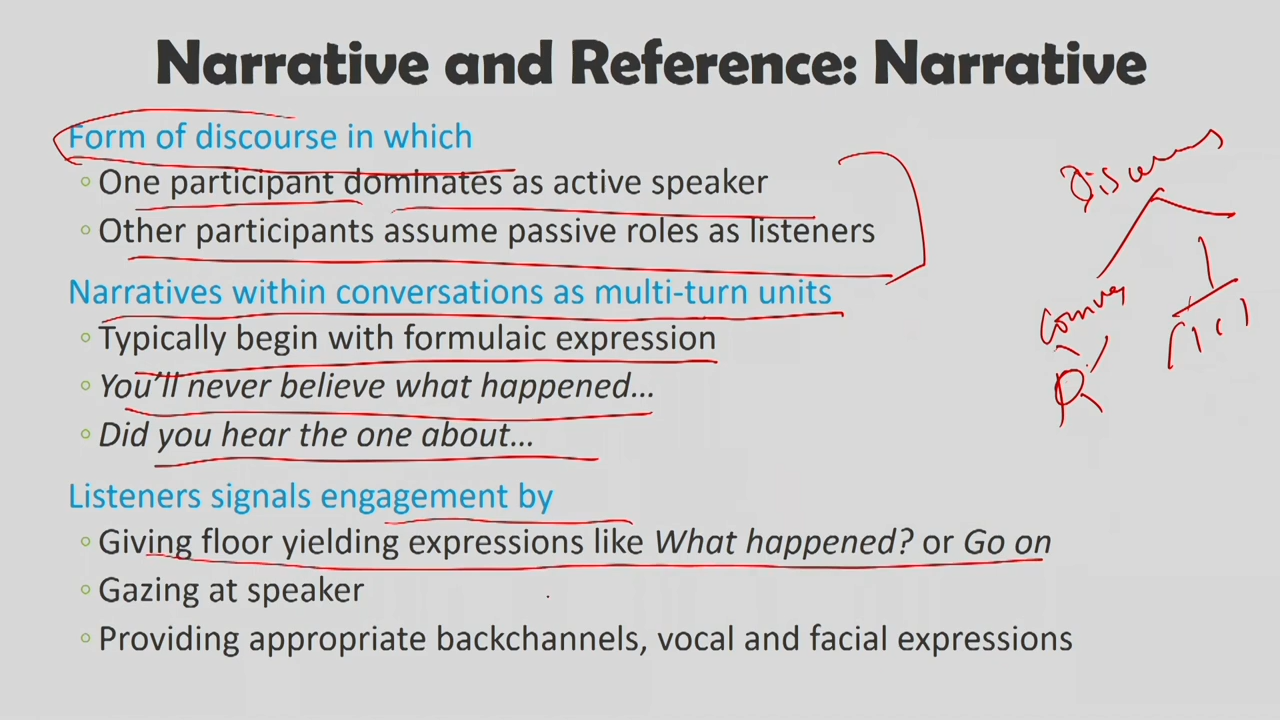 Narrative and Reference: Narrative
Form of discourse in which
◦ One participant dominates as active speaker
◦ Other participants assume passive roles as listeners
Narratives within conversations as multi-turn units
◦ Typically begin with formulaic expression
◦ You’ll never believe what happened…
◦ Did you hear the one about…
Listeners signals engagement by
◦ Giving floor yielding expressions like What happened? or Go on
◦ Gazing at speaker
◦ Providing appropriate backchannels, vocal and facial expressions